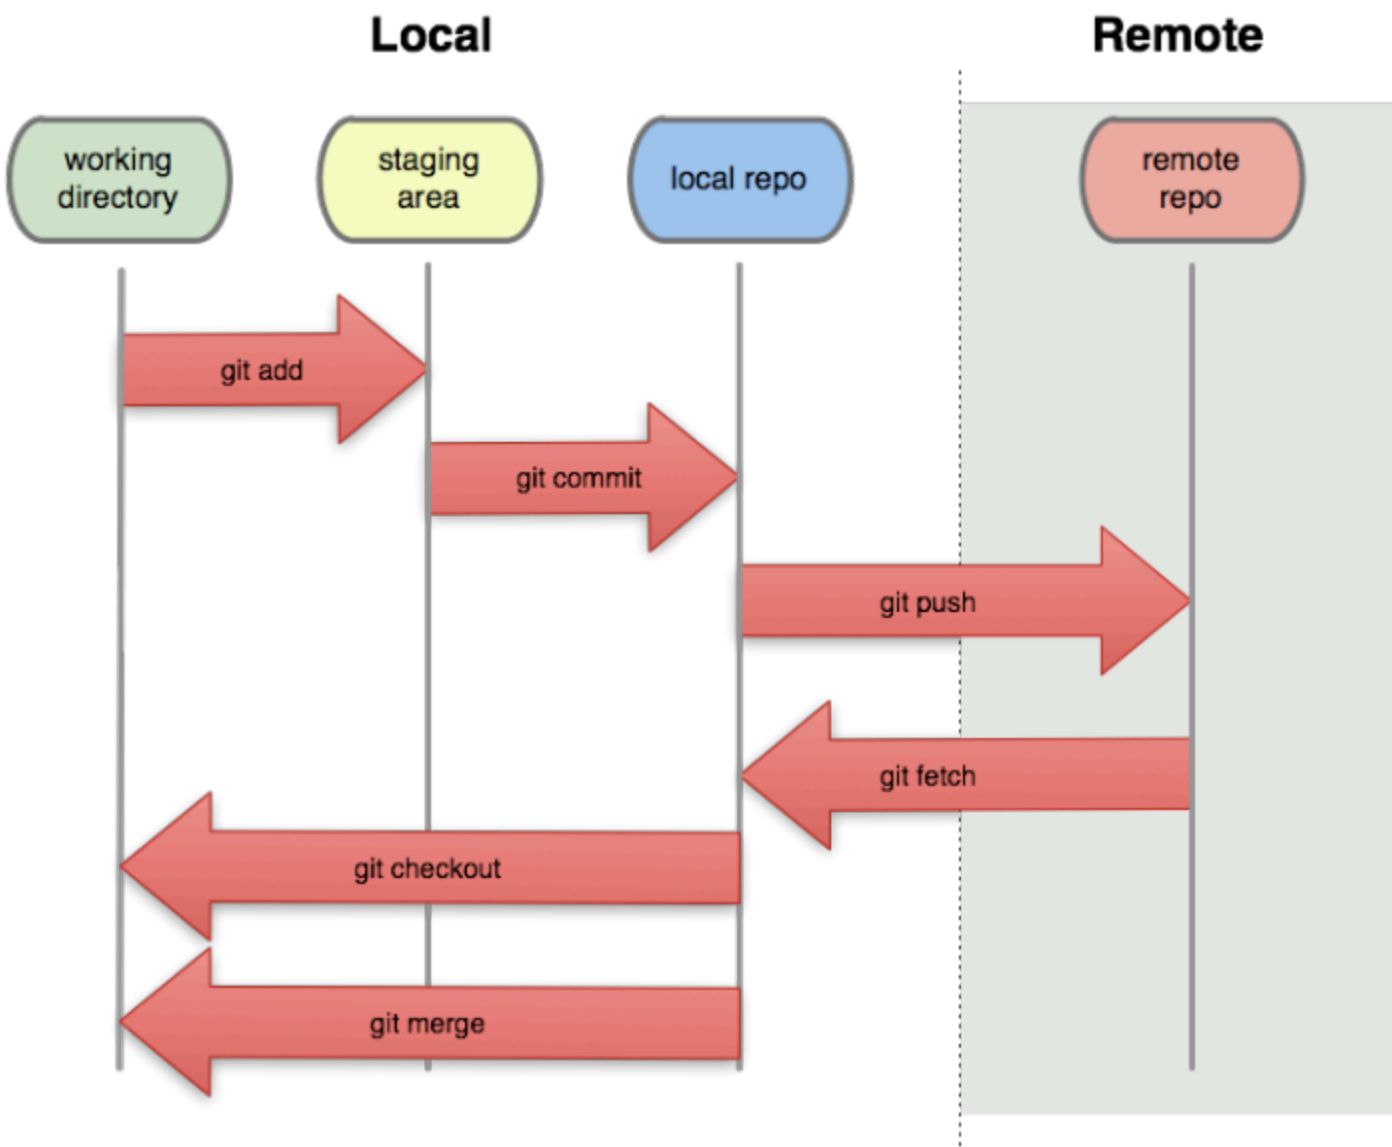 Local
Remote
working
directory
staging
area
local repo
remote
repo
git add
git commit
git push
git fetch
git checkout
git merge